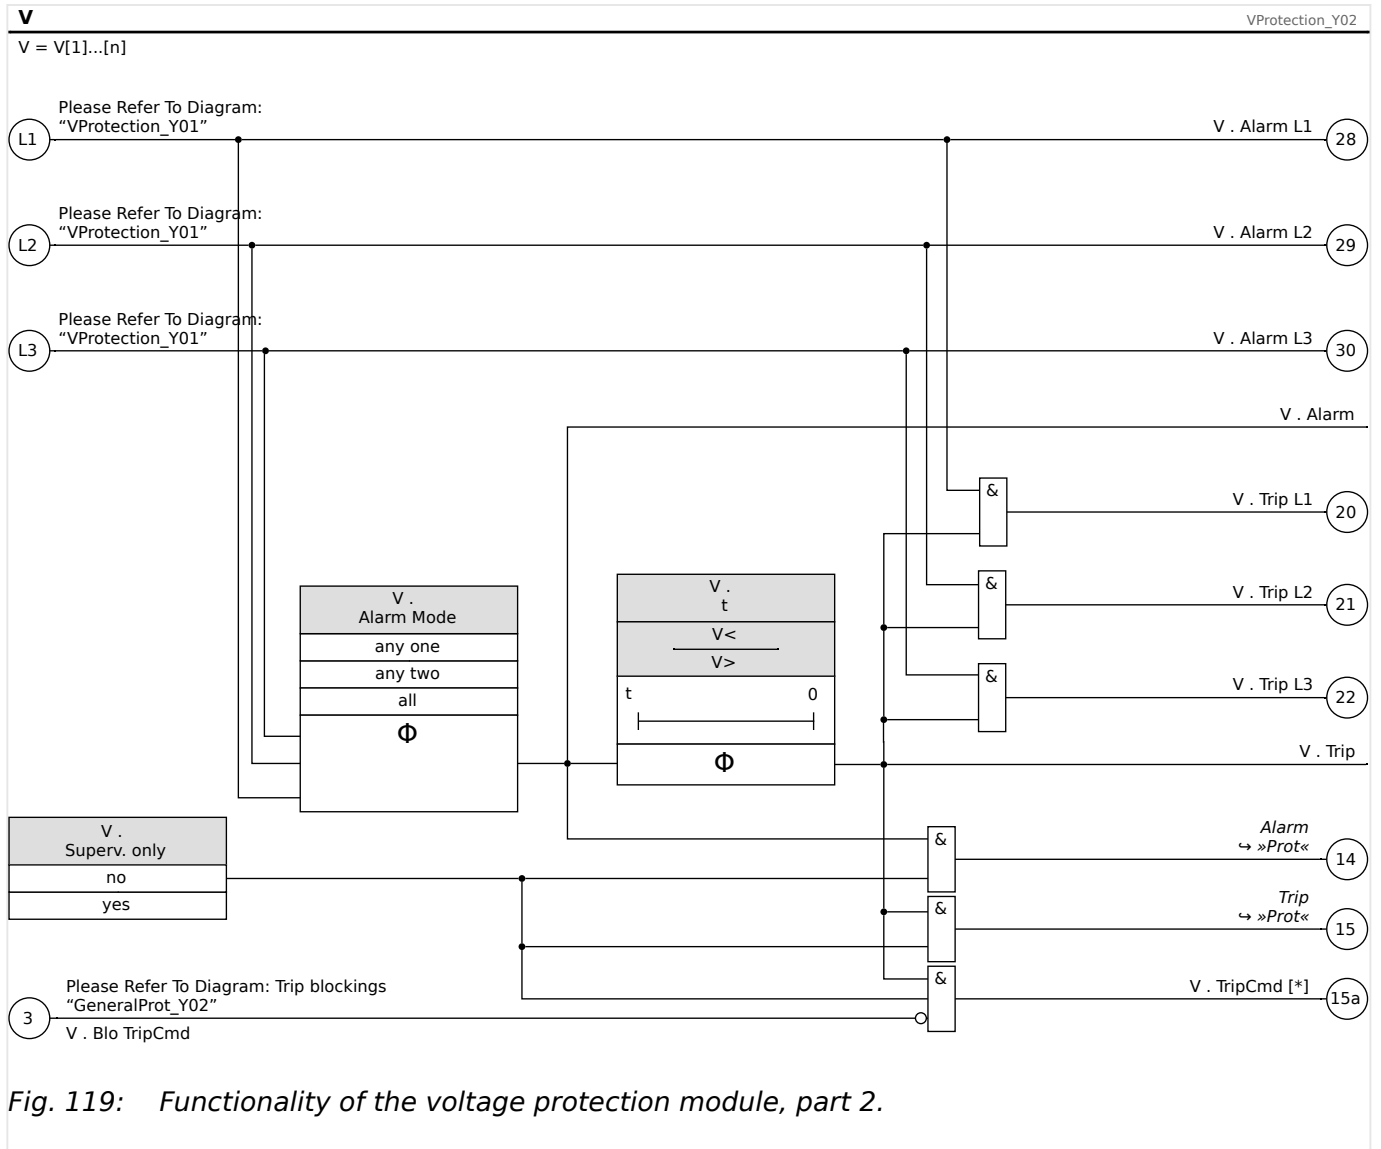 V
VProtection_Y02
V = V[1]...[n]
Please Refer To Diagram:
“VProtection_Y01”
L1
V . Alarm L1
28
Please Refer To Diagram:
“VProtection_Y01”
L2
V . Alarm L2
29
Please Refer To Diagram:
“VProtection_Y01”
L3
V . Alarm L3
30
V . Alarm
&
V . Trip L1
20
&
V . Trip L2
21
&
V . Trip L3
22
V .
Alarm Mode
any one
any two
all
Φ
V .
t
V<
V>
t 0
Φ
V . Trip
V .
Superv. only
no
yes
&
Alarm
↪ »Prot«
14
&
Trip
↪ »Prot«
15
&
V . TripCmd [*]
15a
Please Refer To Diagram: Trip blockings
“GeneralProt_Y02”
3
V . Blo TripCmd
Fig. 119: Functionality of the voltage protection module, part 2.